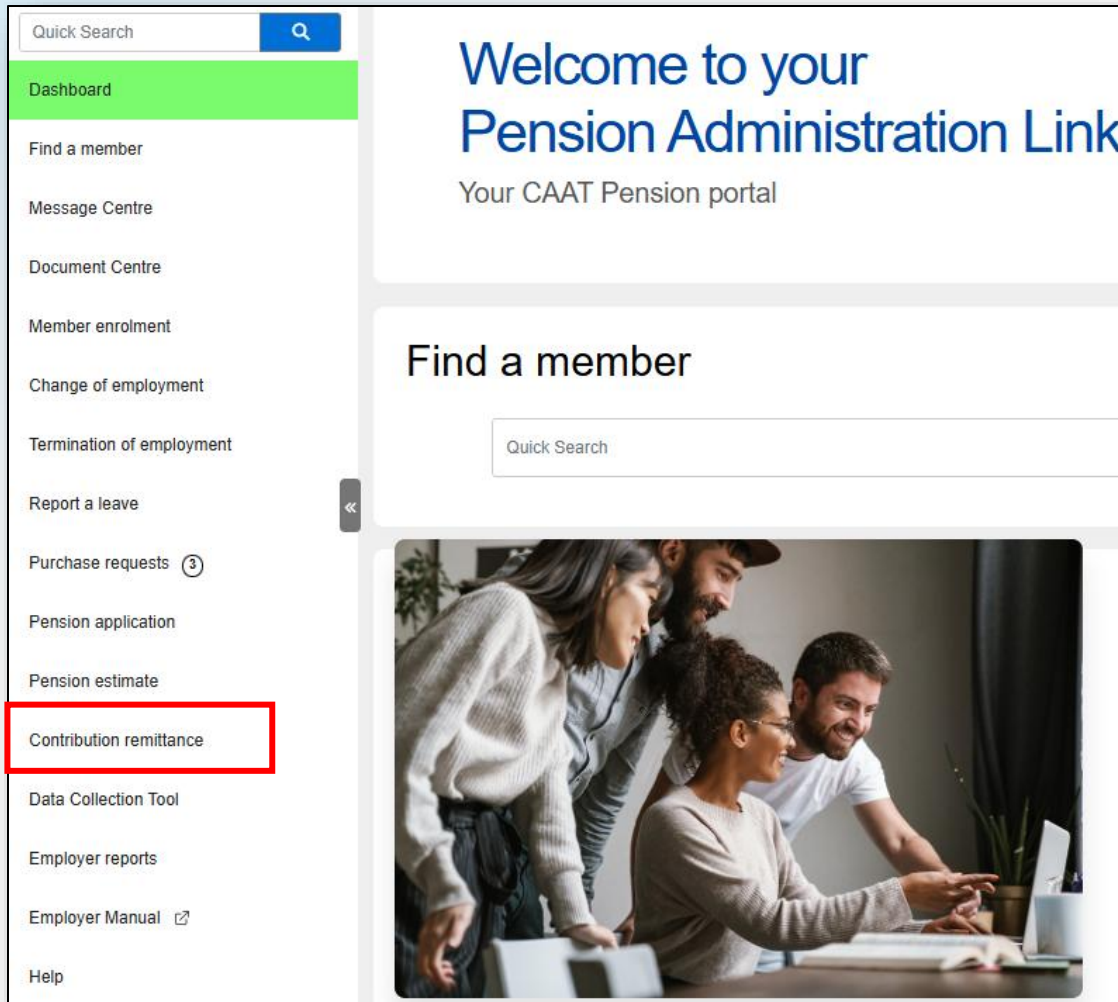 Quick Search
Dashboard
Find a member
Message Centre
Document Centre
Member enrolment
Change of employment
Termination of employment
Report a leave
Purchase requests 3
Pension application
Pension estimate
Contribution remittance
Data Collection Tool
Employer reports
Employer Manual
Help
«
Welcome to your
Pension Administration Link
Your CAAT Pension portal
Find a member
Quick Search